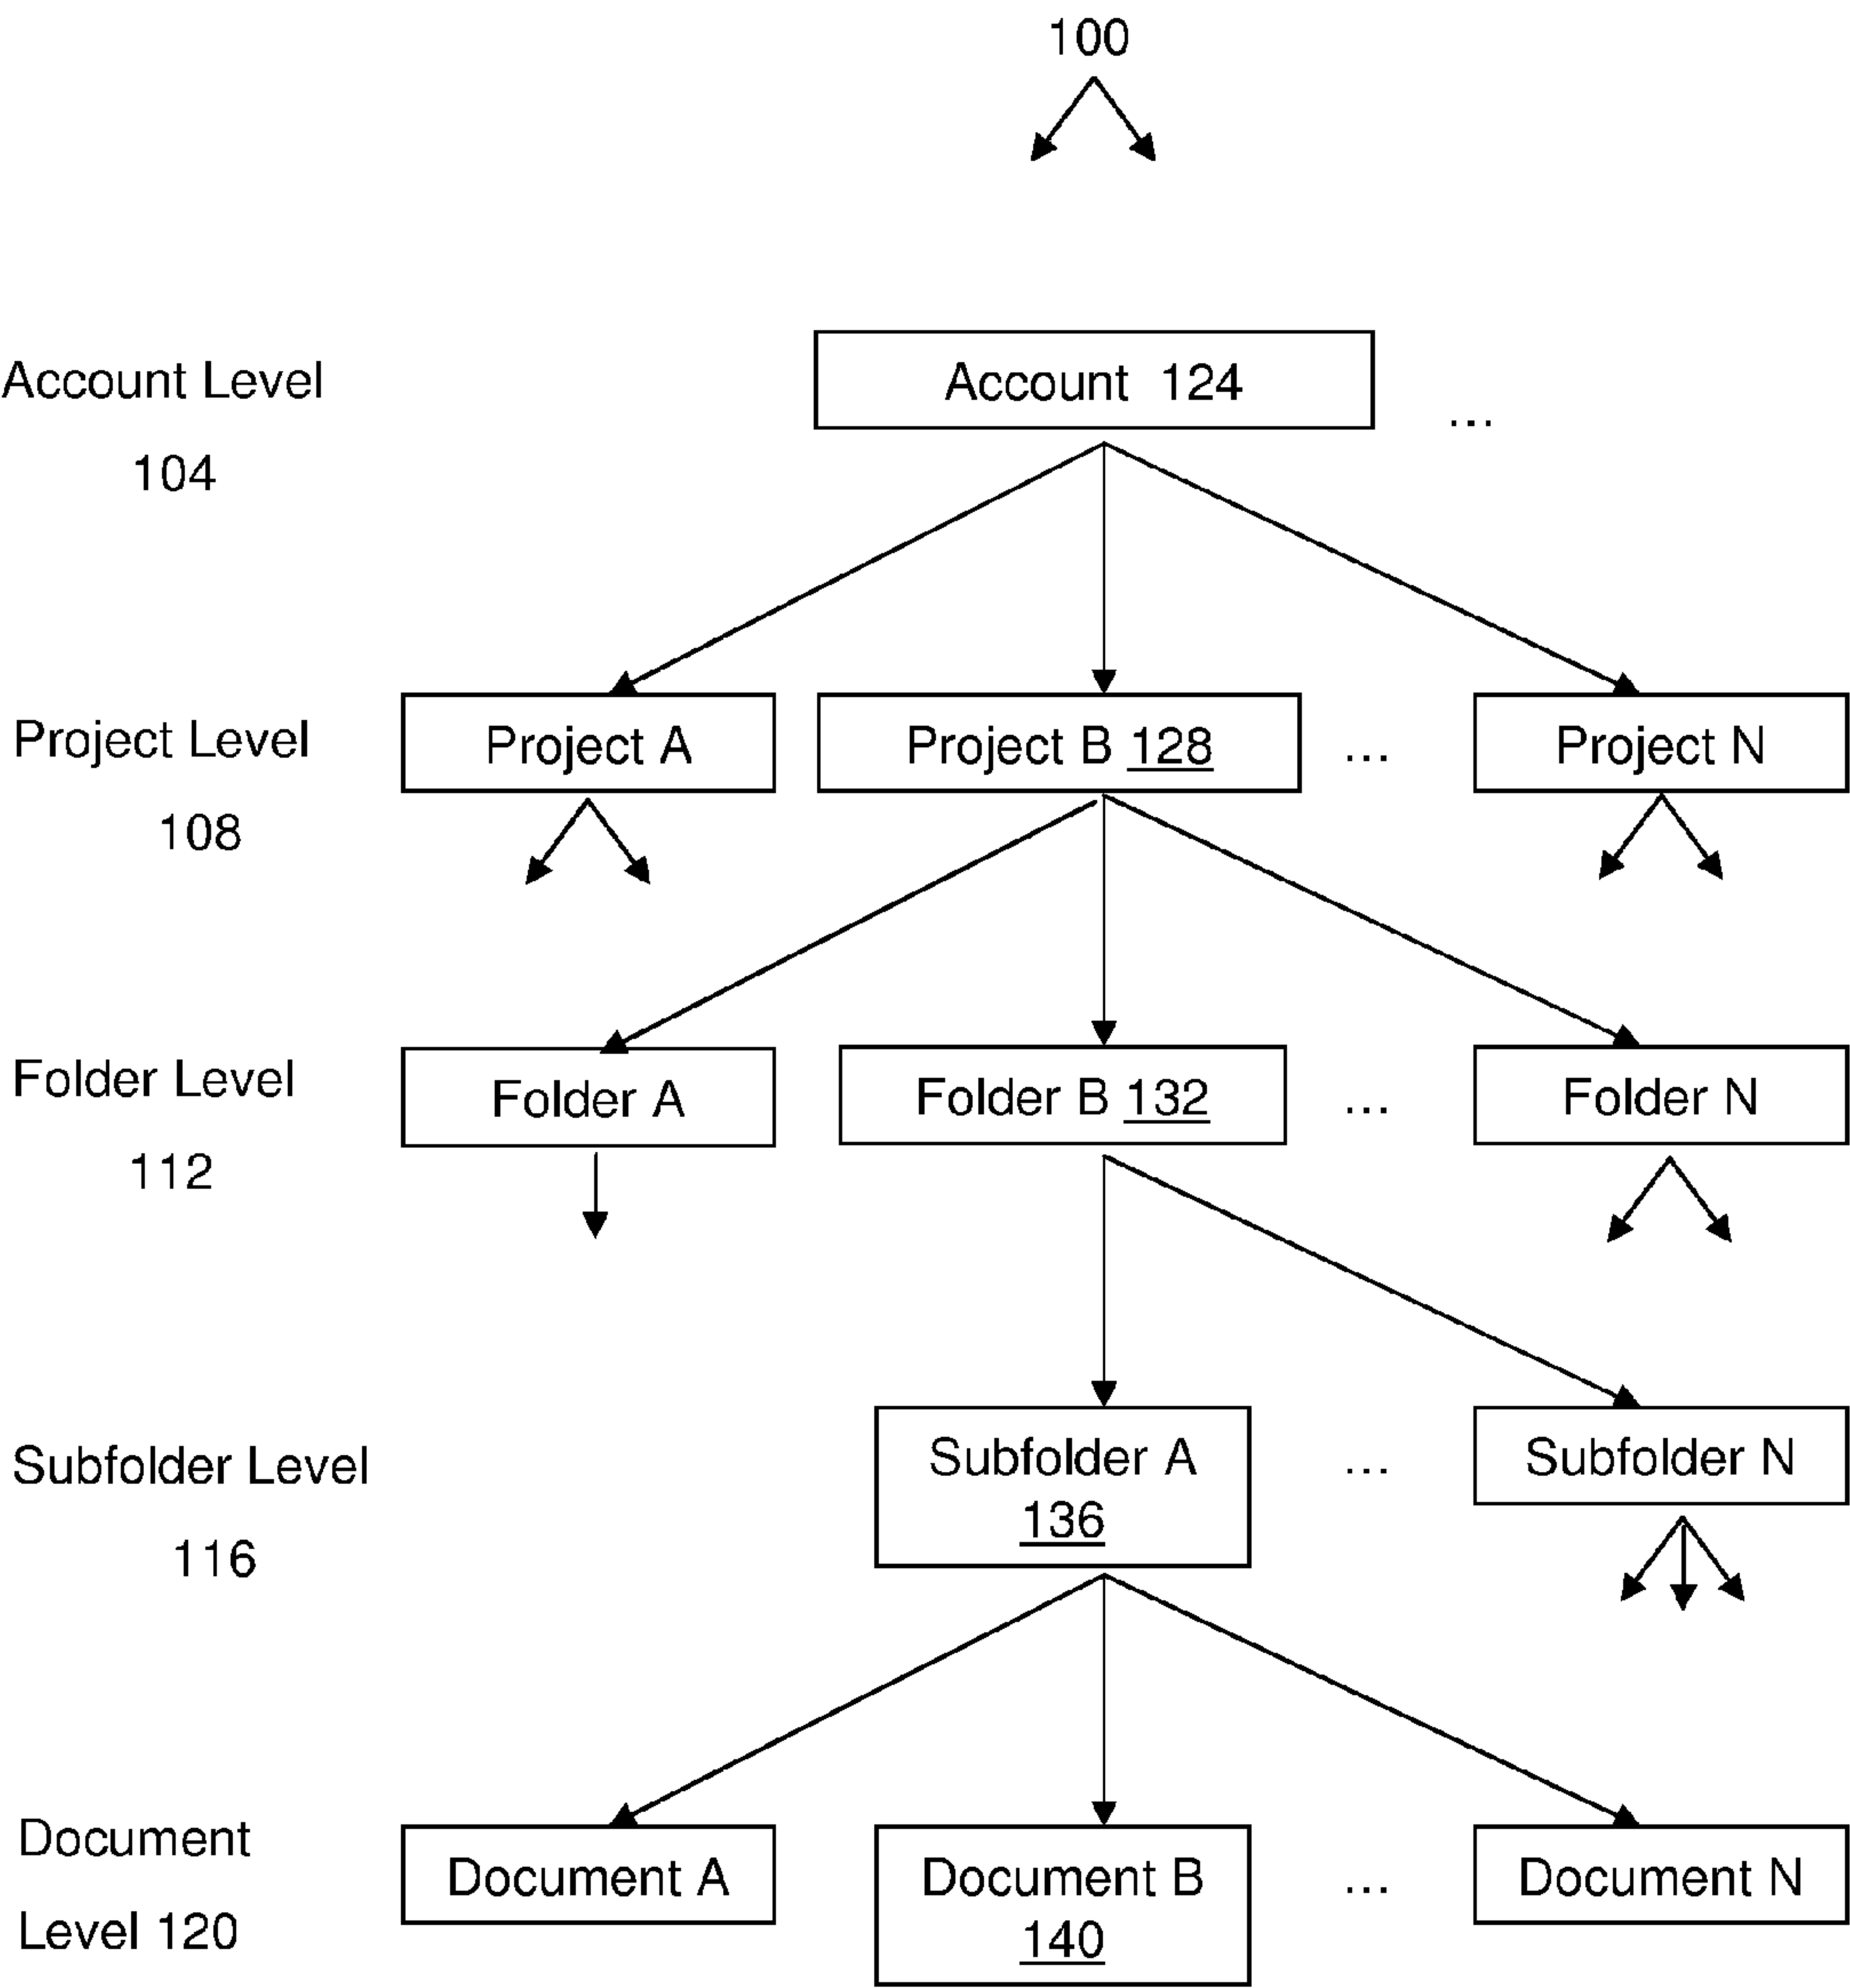 100
Account Level
104
Account 124
...
Project Level
108
Project A
Project B 128
...
Project N
Folder Level
112
Folder A
Folder B 132
...
Folder N
Subfolder Level
116
Subfolder A
136
...
Subfolder N
Document
Level 120
Document A
Document B
140
...
Document N